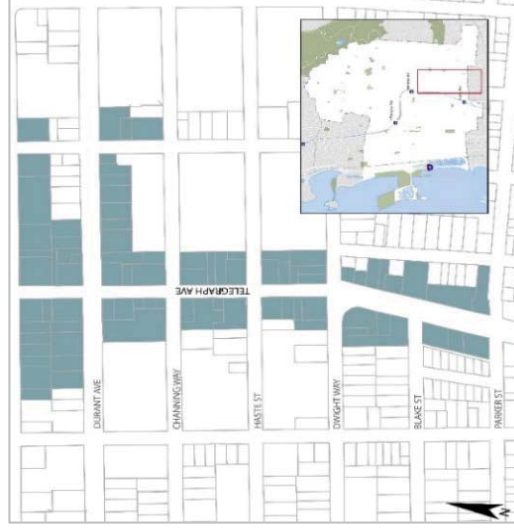 TELEGRAPH AVE
DURANT AVE
CHANNING WAY
HASTE ST
DWIGHT WAY
BLAKE ST
PARKER ST
N